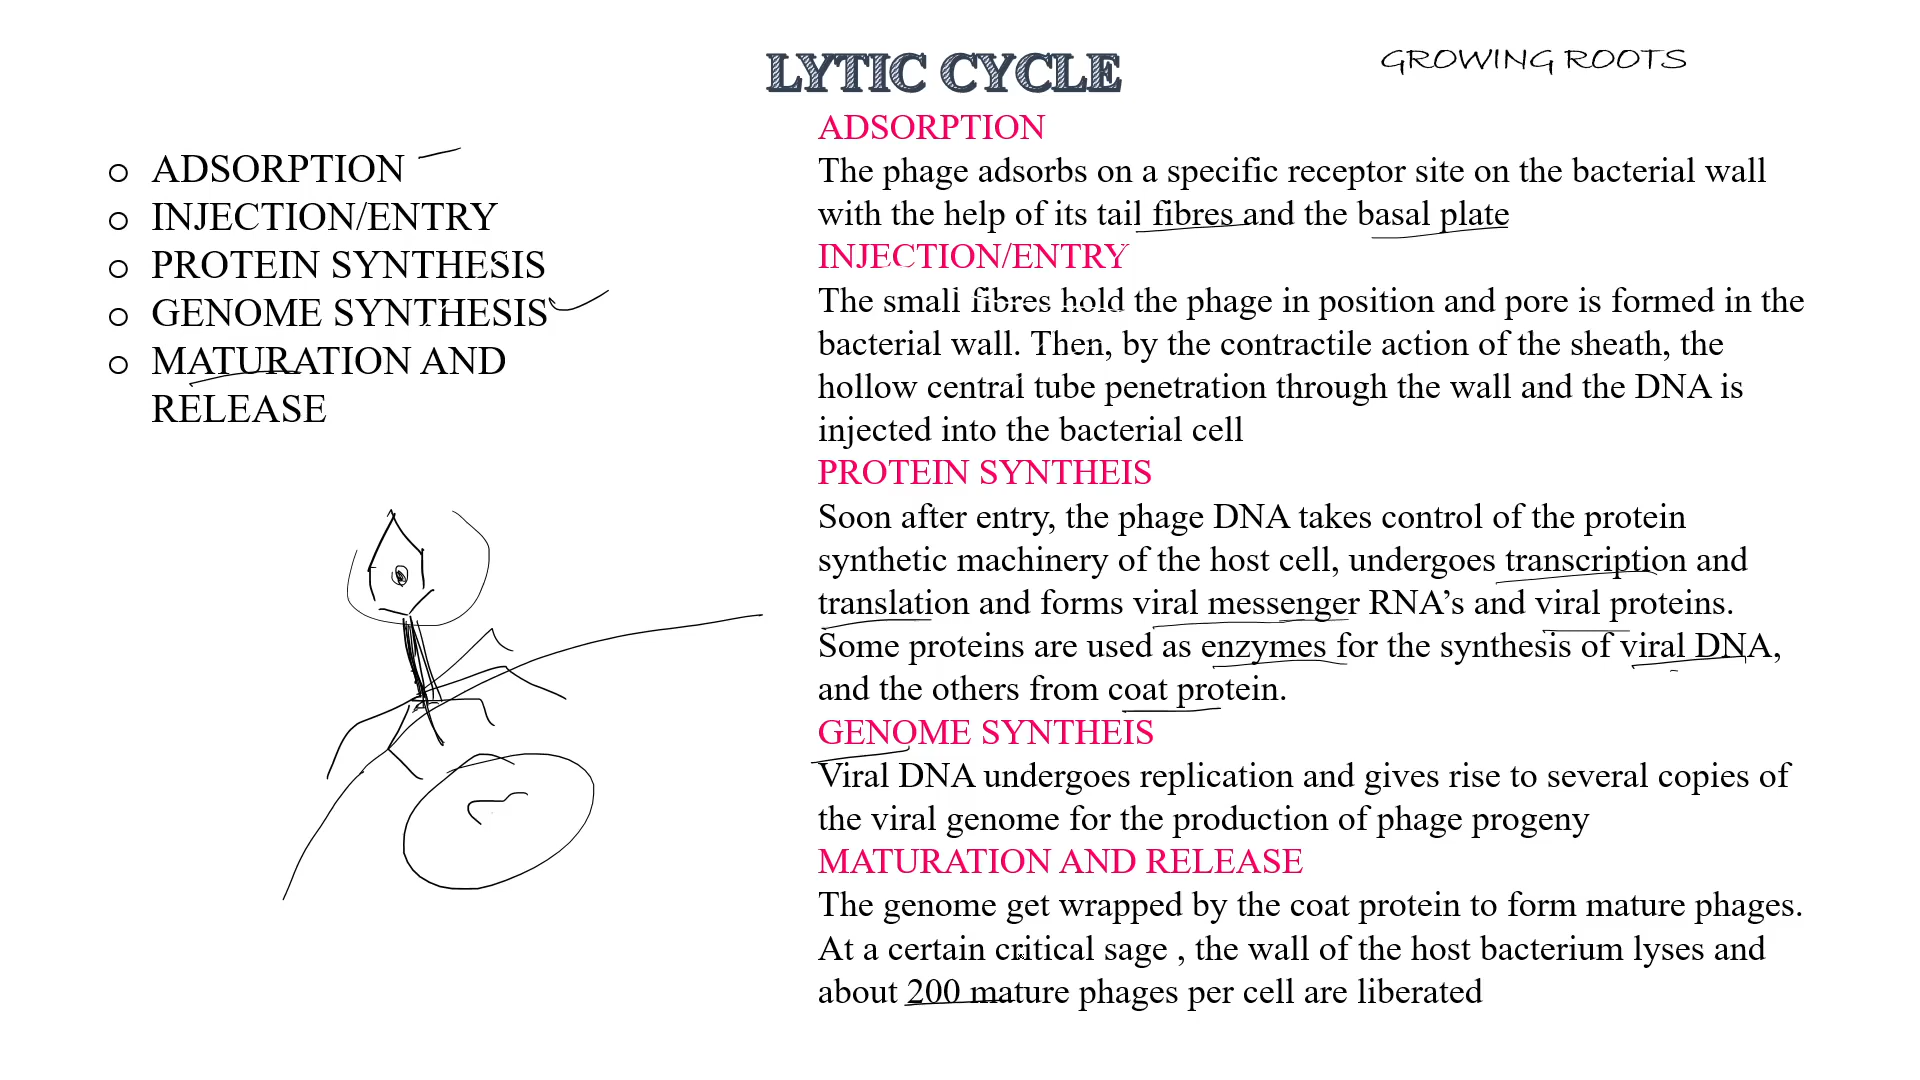 LYTIC CYCLE
GROWING ROOTS
○ ADSORPTION
○ INJECTION/ENTRY
○ PROTEIN SYNTHESIS
○ GENOME SYNTHESIS
○ MATURATION AND
RELEASE
ADSORPTION
The phage adsorbs on a specific receptor site on the bacterial wall
with the help of its tail fibres and the basal plate
INJECTION/ENTRY
The small fibres hold the phage in position and pore is formed in the
bacterial wall. Then, by the contractile action of the sheath, the
hollow central tube penetration through the wall and the DNA is
injected into the bacterial cell
PROTEIN SYNTHEIS
Soon after entry, the phage DNA takes control of the protein
synthetic machinery of the host cell, undergoes transcription and
translation and forms viral messenger RNA’s and viral proteins.
Some proteins are used as enzymes for the synthesis of viral DNA,
and the others from coat protein.
GENOME SYNTHEIS
Viral DNA undergoes replication and gives rise to several copies of
the viral genome for the production of phage progeny
MATURATION AND RELEASE
The genome get wrapped by the coat protein to form mature phages.
At a certain critical sage , the wall of the host bacterium lyses and
about 200 mature phages per cell are liberated